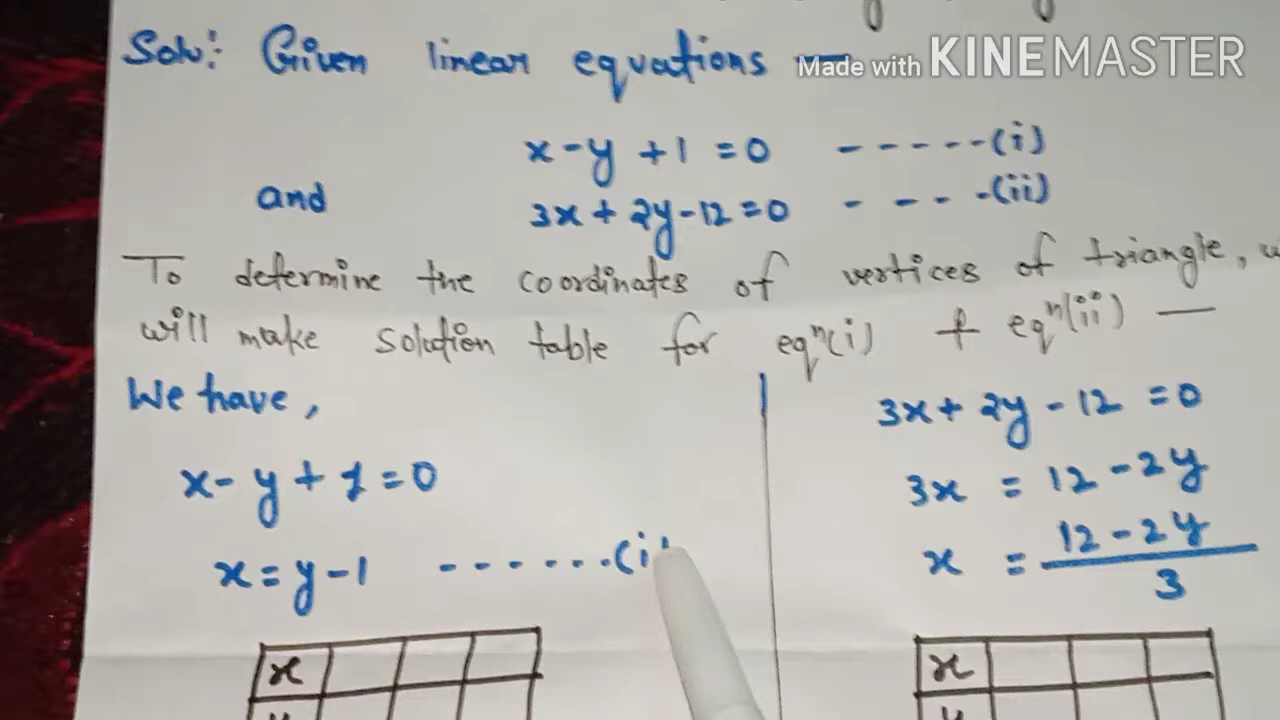 Soln: Given linear equations —
Made with KINEMASTER
x - y + 1 = 0 -----(i)
and 3x + 2y - 12 = 0 - - - - (ii)
To determine the coordinates of vertices of triangle,
will make solution table for eqⁿ(i) & eqⁿ(ii) —
We have,
x - y + 1 = 0
x = y - 1 ......(i
3x + 2y - 12 = 0
3x = 12 - 2y
x = 12 - 2y / 3
x
x